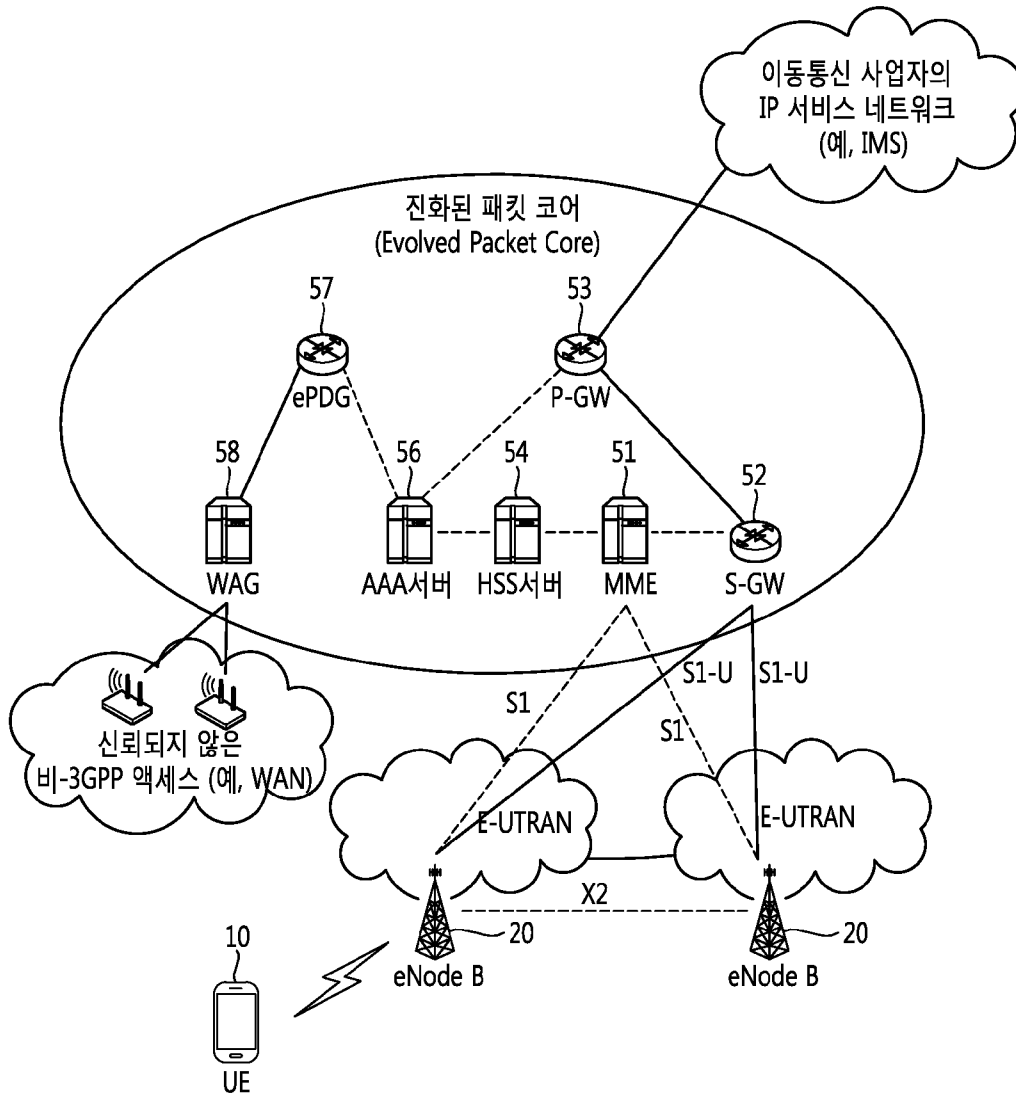 이동통신 사업자의
IP 서비스 네트워크
(예, IMS)
진화된 패킷 코어
(Evolved Packet Core)
57
53
ePDG
P-GW
58
56
54
51
52
WAG
AAA서버
HSS서버
MME
S-GW
S1-U
S1-U
S1
S1
신뢰되지 않은
비-3GPP 액세스 (예, WAN)
E-UTRAN
E-UTRAN
X2
20
20
eNode B
eNode B
10
UE